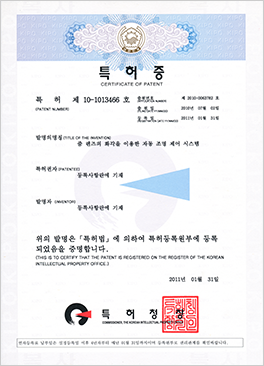 특허증
CERTIFICATE OF PATENT
특 허 제 10-1013466 호
(PATENT NUMBER)
출원번호 제 2010-0063762 호
(APPLICATION NUMBER)
출원일 2010년 07월 02일
등록일 2011년 01월 31일
발명의명칭 (TITLE OF THE INVENTION)
줌 렌즈의 화각을 이용한 자동 조명 제어 시스템
특허권자 (PATENTEE)
등록사항란에 기재
발명자 (INVENTOR)
등록사항란에 기재
위의 발명은 「특허법」에 의하여 특허등록원부에 등록
되었음을 증명합니다.
(THIS IS TO CERTIFY THAT THE PATENT IS REGISTERED ON THE REGISTER OF THE KOREAN
INTELLECTUAL PROPERTY OFFICE.)
2011년 01월 31일
특허청장
COMMISSIONER, THE KOREAN INTELLECTUAL PROPERTY OFFICE